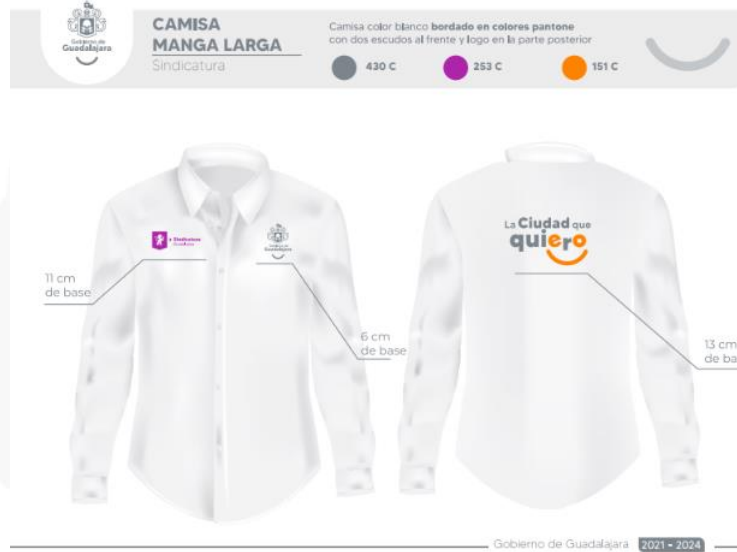 Gobierno de
Guadalajara
CAMISA
MANGA LARGA
Sindicatura
Camisa color blanco bordado en colores pantone
con dos escudos al frente y logo en la parte posterior
430 C
253 C
151 C
Sindicatura
Guadalajara
La Ciudad que
quiero
11 cm
de base
6 cm
de base
13 cm
de ba
Gobierno de Guadalajara 2021 - 2024